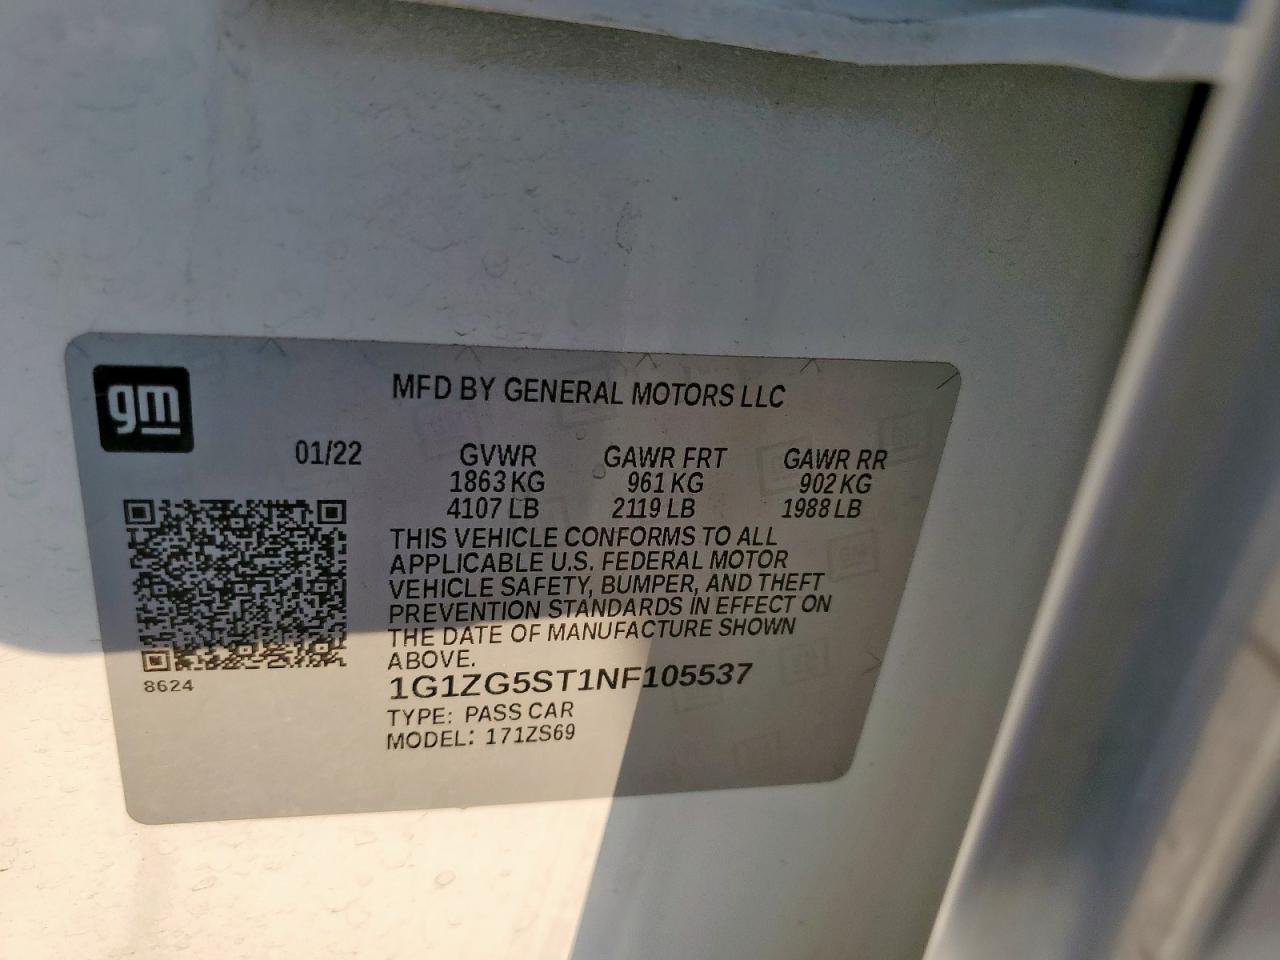 gm
MFD BY GENERAL MOTORS LLC
01/22 GVWR GAWR FRT GAWR RR
1863 KG 961 KG 902 KG
4107 LB 2119 LB 1988 LB
THIS VEHICLE CONFORMS TO ALL
APPLICABLE U.S. FEDERAL MOTOR
VEHICLE SAFETY, BUMPER, AND THEFT
PREVENTION STANDARDS IN EFFECT ON
THE DATE OF MANUFACTURE SHOWN
ABOVE.
8624
1G1ZG5ST1NF105537
TYPE: PASS CAR
MODEL: 171ZS69